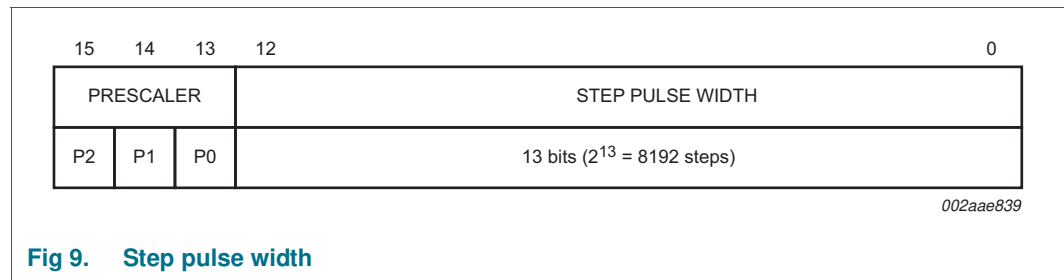 15 14 13 12 0
PRESCALER STEP PULSE WIDTH
P2 P1 P0 13 bits (2^13 = 8192 steps)
002aae839
Fig 9. Step pulse width